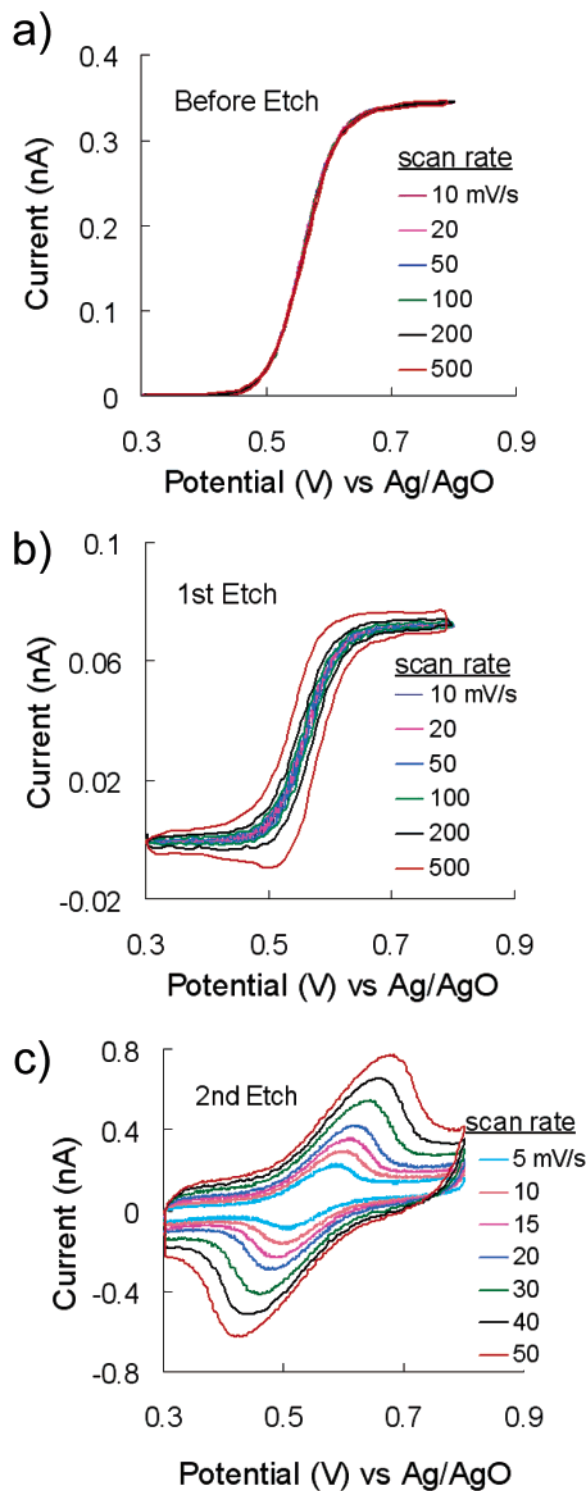 a)
0.4
Before Etch
scan rate
0.3
10 mV/s
20
0.2
50
100
0.1
200
500
0
0.3 0.5 0.7 0.9
Current (nA)
Potential (V) vs Ag/AgO
b)
0.1
1st Etch
scan rate
0.06
10 mV/s
20
50
0.02
100
200
500
-0.02
0.3 0.5 0.7 0.9
Current (nA)
Potential (V) vs Ag/AgO
c)
0.8
2nd Etch
scan rate
0.4
5 mV/s
10
0
15
20
-0.4
30
40
-0.8
50
0.3 0.5 0.7 0.9
Current (nA)
Potential (V) vs Ag/AgO